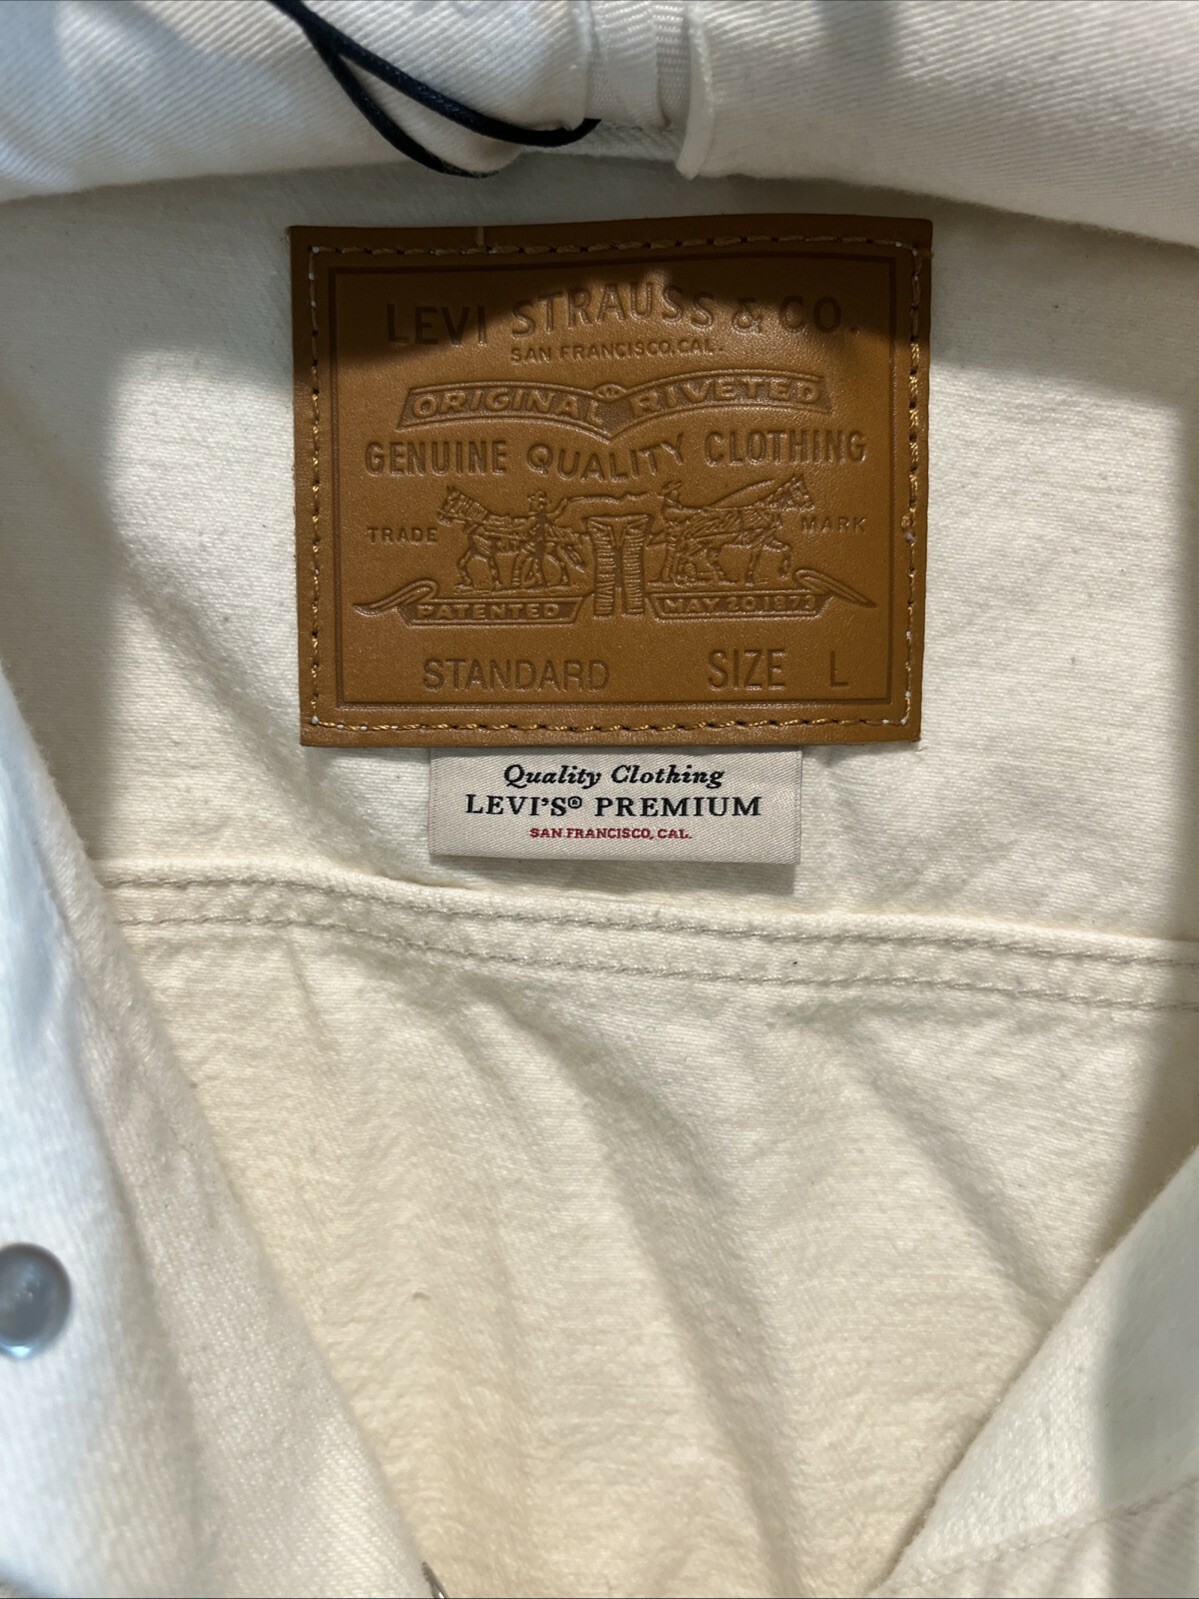 LEVI STRAUSS & CO.
SAN FRANCISCO, CAL.
ORIGINAL RIVETED
GENUINE QUALITY CLOTHING
TRADE MARK
PATENTED MAY 20 1873
STANDARD SIZE L
Quality Clothing
LEVI'S® PREMIUM
SAN FRANCISCO, CAL.